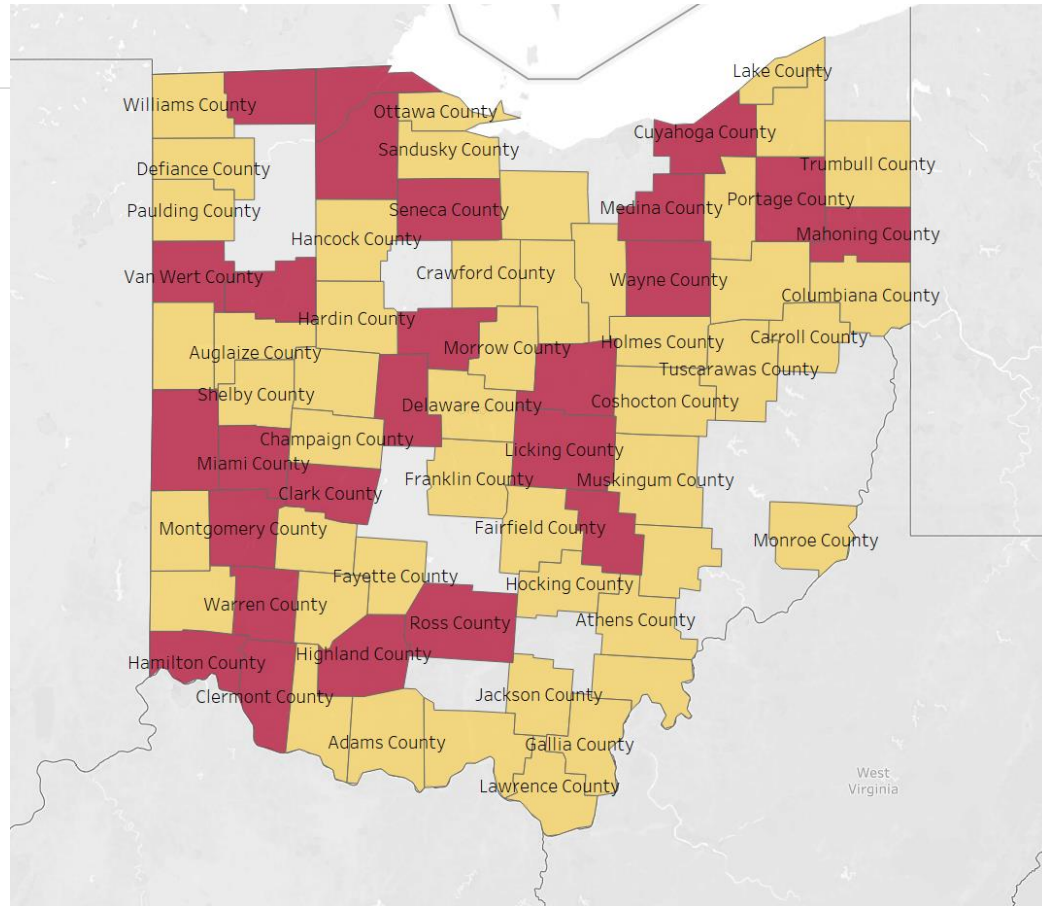 Lake County
Williams County
Ottawa County
Cuyahoga County
Sandusky County
Trumbull County
Defiance County
Portage County
Paulding County
Seneca County
Medina County
Mahoning County
Hancock County
Van Wert County
Crawford County
Wayne County
Columbiana County
Hardin County
Carroll County
Holmes County
Morrow County
Auglaize County
Tuscarawas County
Shelby County
Coshocton County
Delaware County
Champaign County
Licking County
Miami County
Franklin County
Muskingum County
Clark County
Montgomery County
Fairfield County
Monroe County
Fayette County
Hocking County
Warren County
Athens County
Ross County
Highland County
Hamilton County
Jackson County
Clermont County
Adams County
Gallia County
West
Virginia
Lawrence County